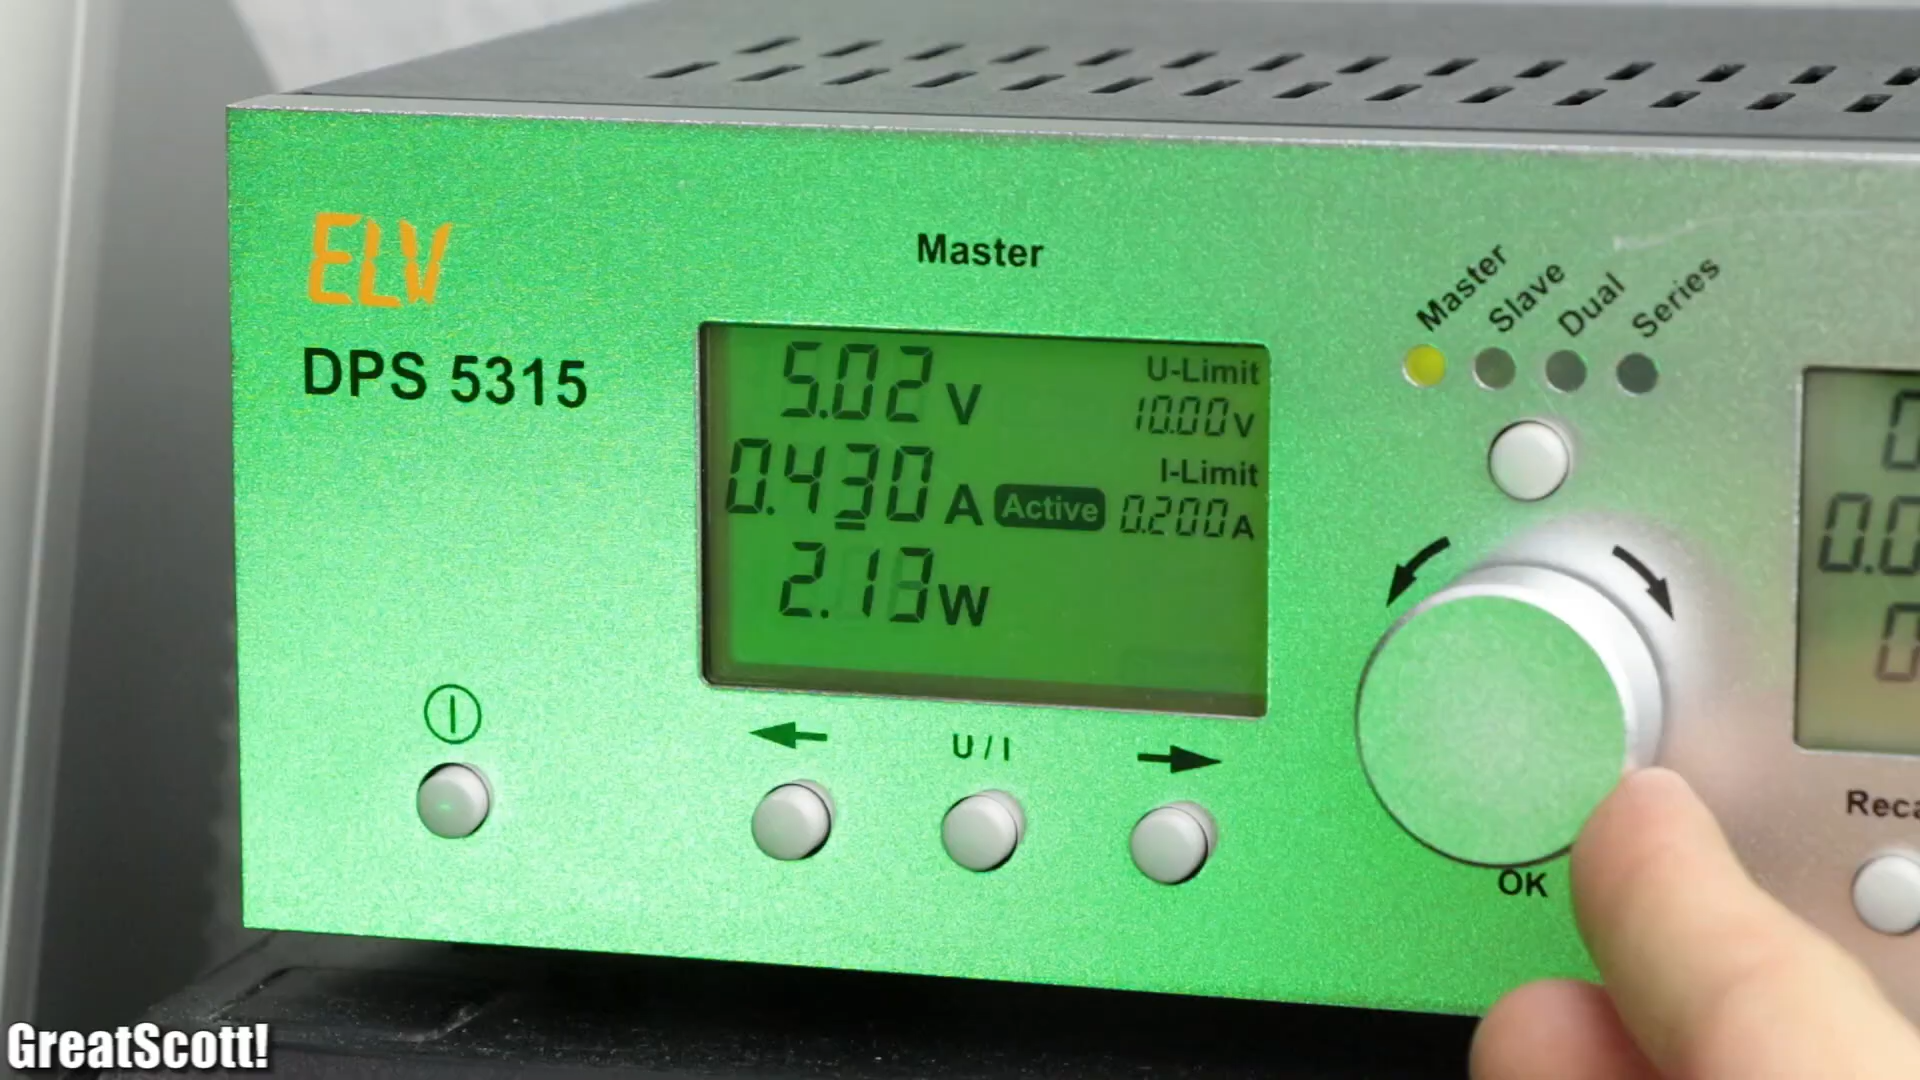 ELV
DPS 5315
Master
5.02 V
U-Limit
10.00 V
0.430 A
Active
I-Limit
0.200 A
2.13 W
Master
Slave
Dual
Series
U / I
OK
GreatScott!